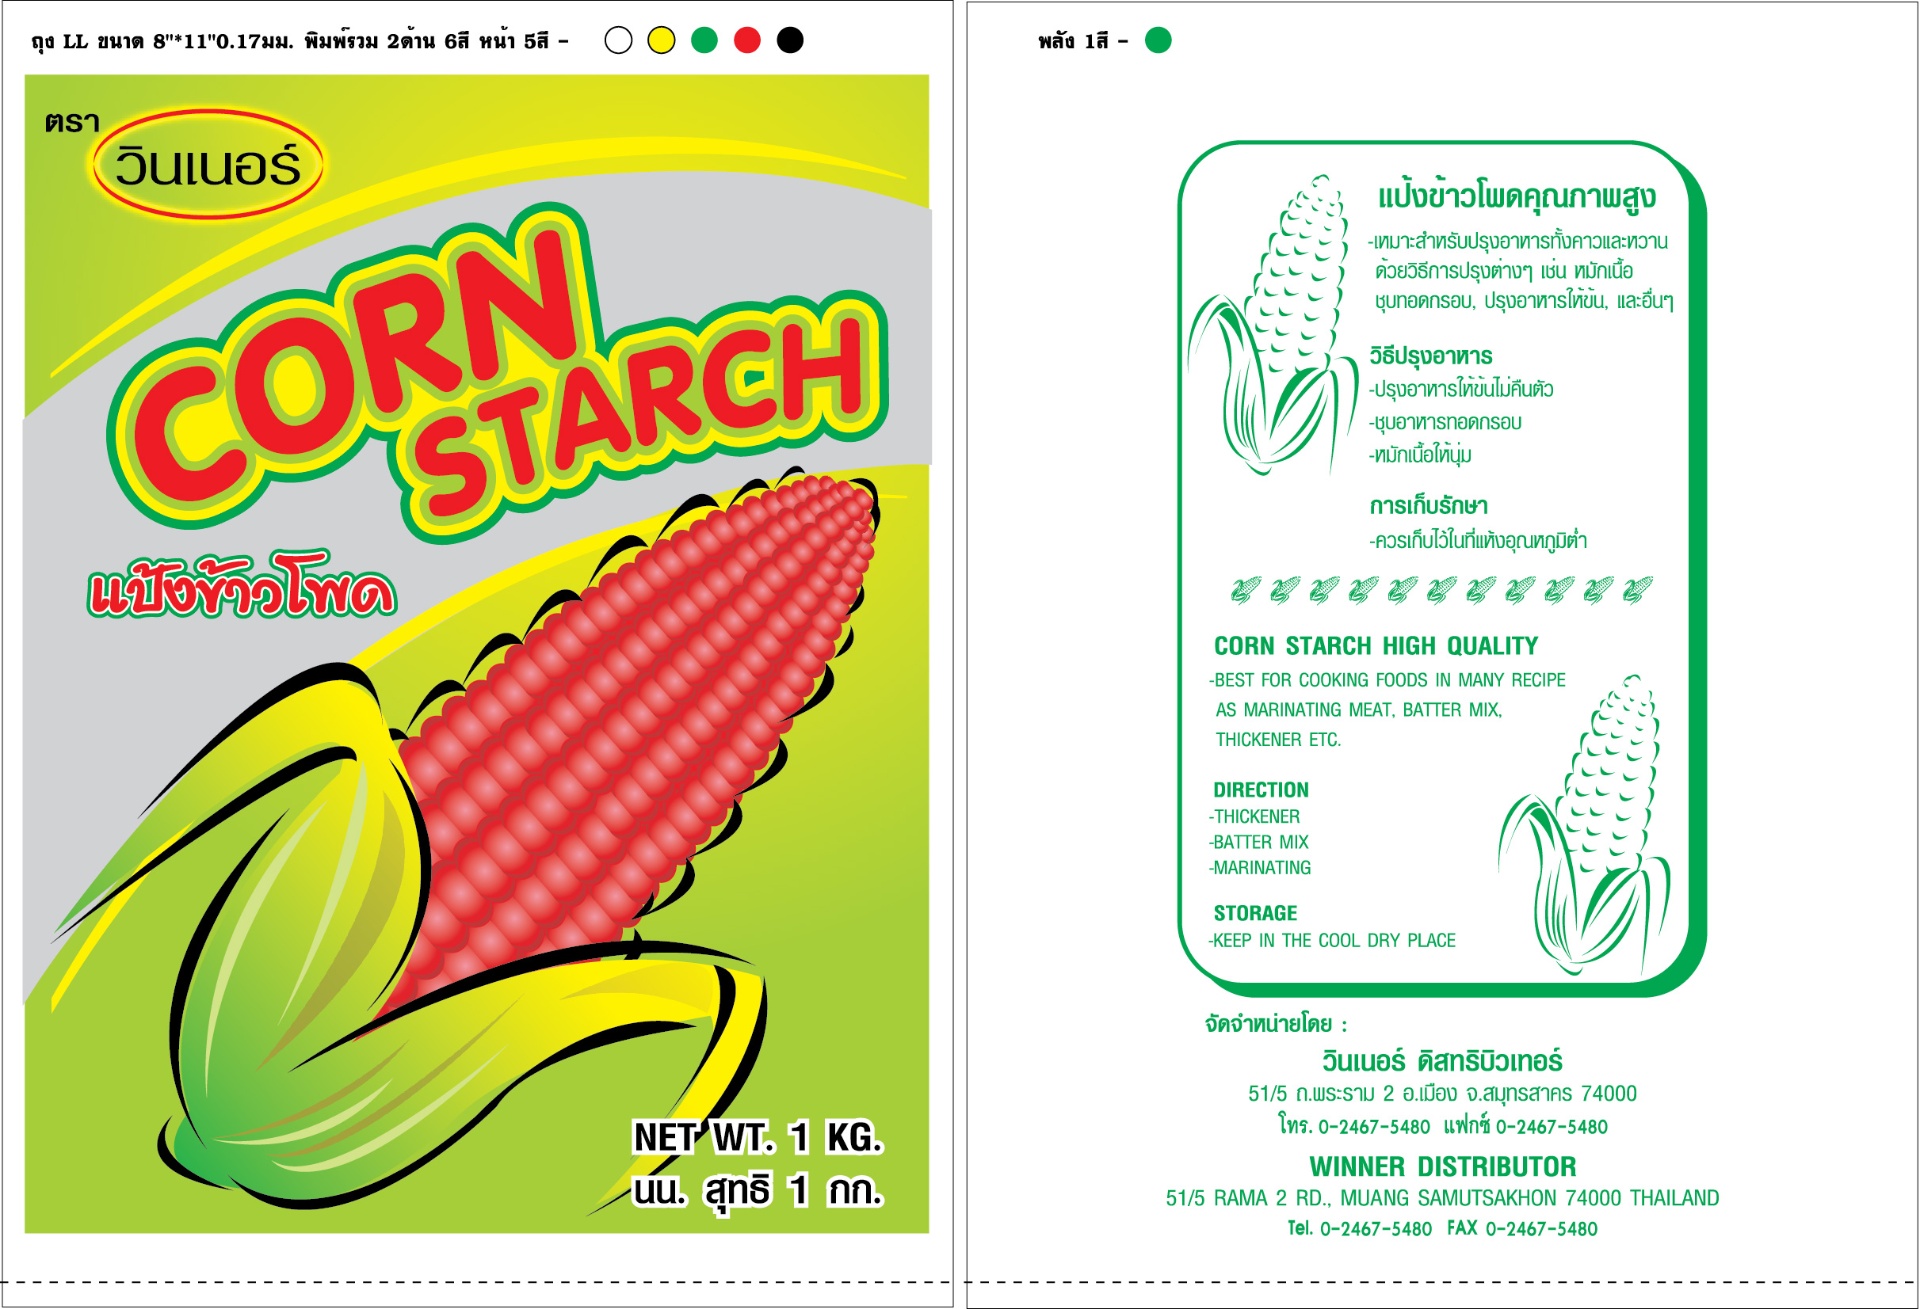 ถุง LL ขนาด 8"*11"0.17มม. พิมพ์รวม 2ด้าน 6สี หน้า 5สี -
ตรา
วินเนอร์
CORN
STARCH
แป้งข้าวโพด
NET WT. 1 KG.
นน. สุทธิ 1 กก.
พลัง 1สี -
แป้งข้าวโพดคุณภาพสูง
-เหมาะสำหรับปรุงอาหารทั้งคาวและหวาน
ด้วยวิธีการปรุงต่างๆ เช่น หมักเนื้อ
ชุบทอดกรอบ, ปรุงอาหารให้ข้น, และอื่นๆ
วิธีปรุงอาหาร
-ปรุงอาหารให้ข้นไม่คืนตัว
-ชุบอาหารทอดกรอบ
-หมักเนื้อให้นุ่ม
การเก็บรักษา
-ควรเก็บไว้ในที่แห้งอุณหภูมิต่ำ
CORN STARCH HIGH QUALITY
-BEST FOR COOKING FOODS IN MANY RECIPE
AS MARINATING MEAT, BATTER MIX,
THICKENER ETC.
DIRECTION
-THICKENER
-BATTER MIX
-MARINATING
STORAGE
-KEEP IN THE COOL DRY PLACE
จัดจำหน่ายโดย :
วินเนอร์ ดิสทริบิวเทอร์
51/5 ถ.พระราม 2 อ.เมือง จ.สมุทรสาคร 74000
โทร. 0-2467-5480 แฟกซ์ 0-2467-5480
WINNER DISTRIBUTOR
51/5 RAMA 2 RD., MUANG SAMUTSAKHON 74000 THAILAND
Tel. 0-2467-5480 FAX 0-2467-5480